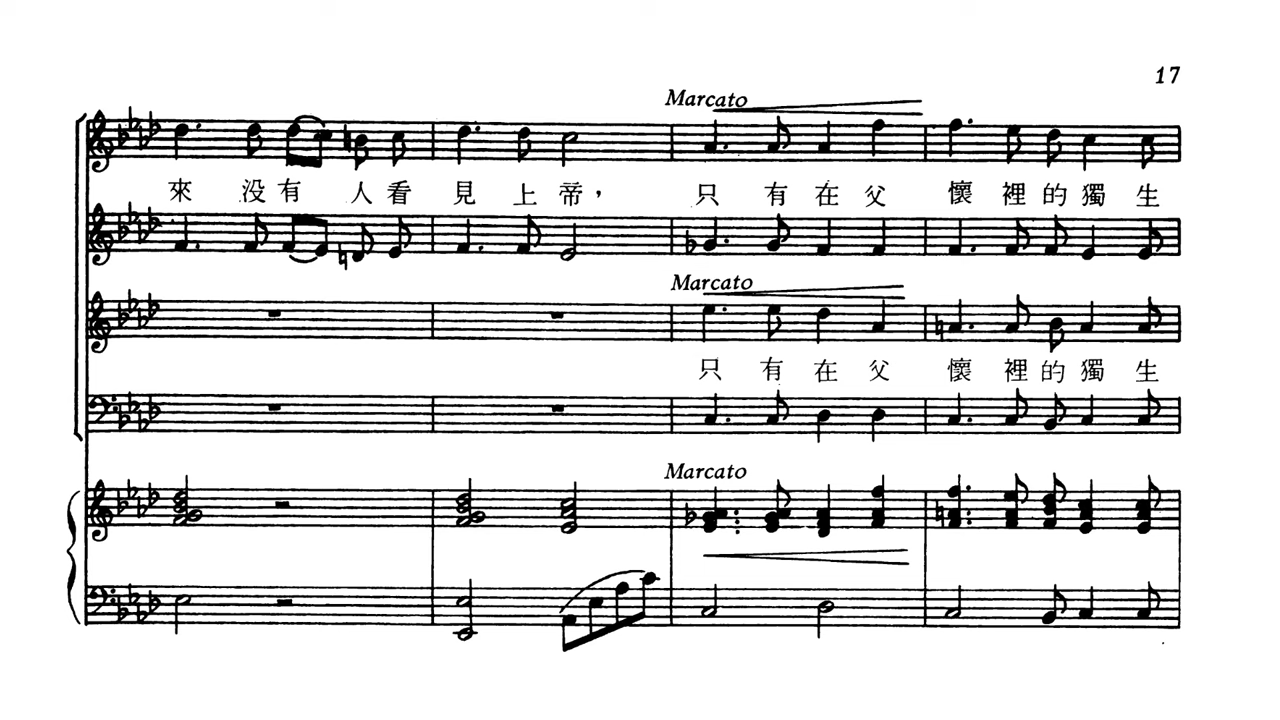 17
Marcato
來 没 有 人 看 見 上 帝， 只 有 在 父 懷 裡 的 獨 生
Marcato
只 有 在 父 懷 裡 的 獨 生
Marcato